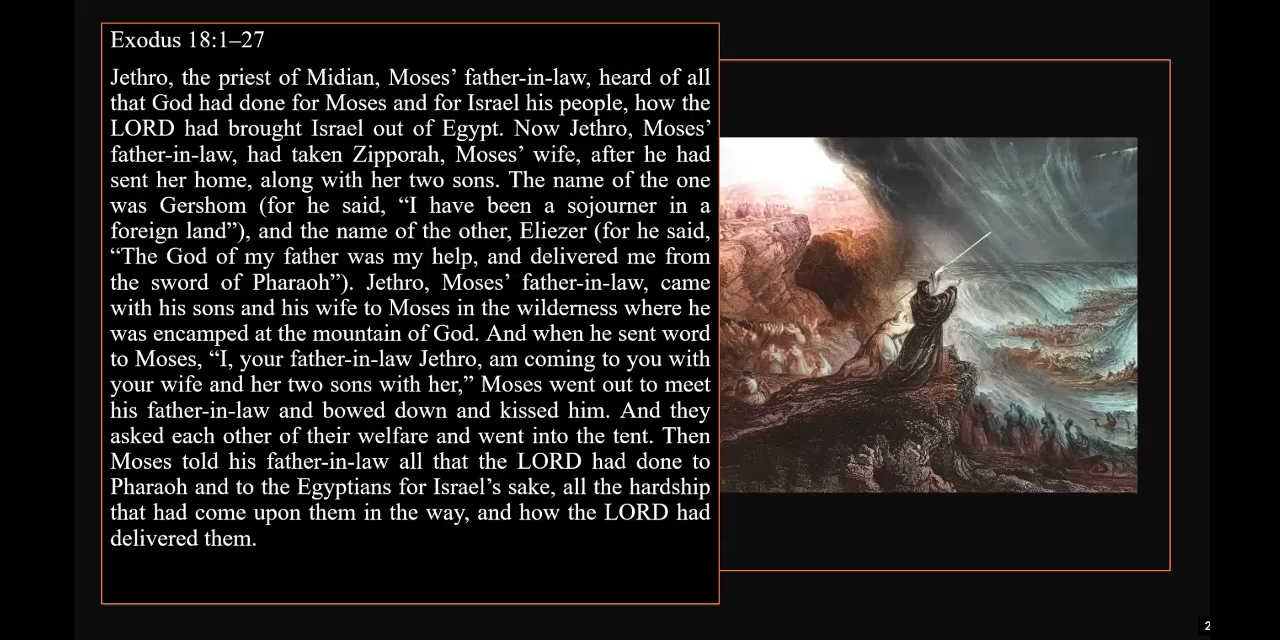 Exodus 18:1–27
Jethro, the priest of Midian, Moses’ father-in-law, heard of all
that God had done for Moses and for Israel his people, how the
LORD had brought Israel out of Egypt. Now Jethro, Moses’
father-in-law, had taken Zipporah, Moses’ wife, after he had
sent her home, along with her two sons. The name of the one
was Gershom (for he said, “I have been a sojourner in a
foreign land”), and the name of the other, Eliezer (for he said,
“The God of my father was my help, and delivered me from
the sword of Pharaoh”). Jethro, Moses’ father-in-law, came
with his sons and his wife to Moses in the wilderness where he
was encamped at the mountain of God. And when he sent word
to Moses, “I, your father-in-law Jethro, am coming to you with
your wife and her two sons with her,” Moses went out to meet
his father-in-law and bowed down and kissed him. And they
asked each other of their welfare and went into the tent. Then
Moses told his father-in-law all that the LORD had done to
Pharaoh and to the Egyptians for Israel’s sake, all the hardship
that had come upon them in the way, and how the LORD had
delivered them.
2